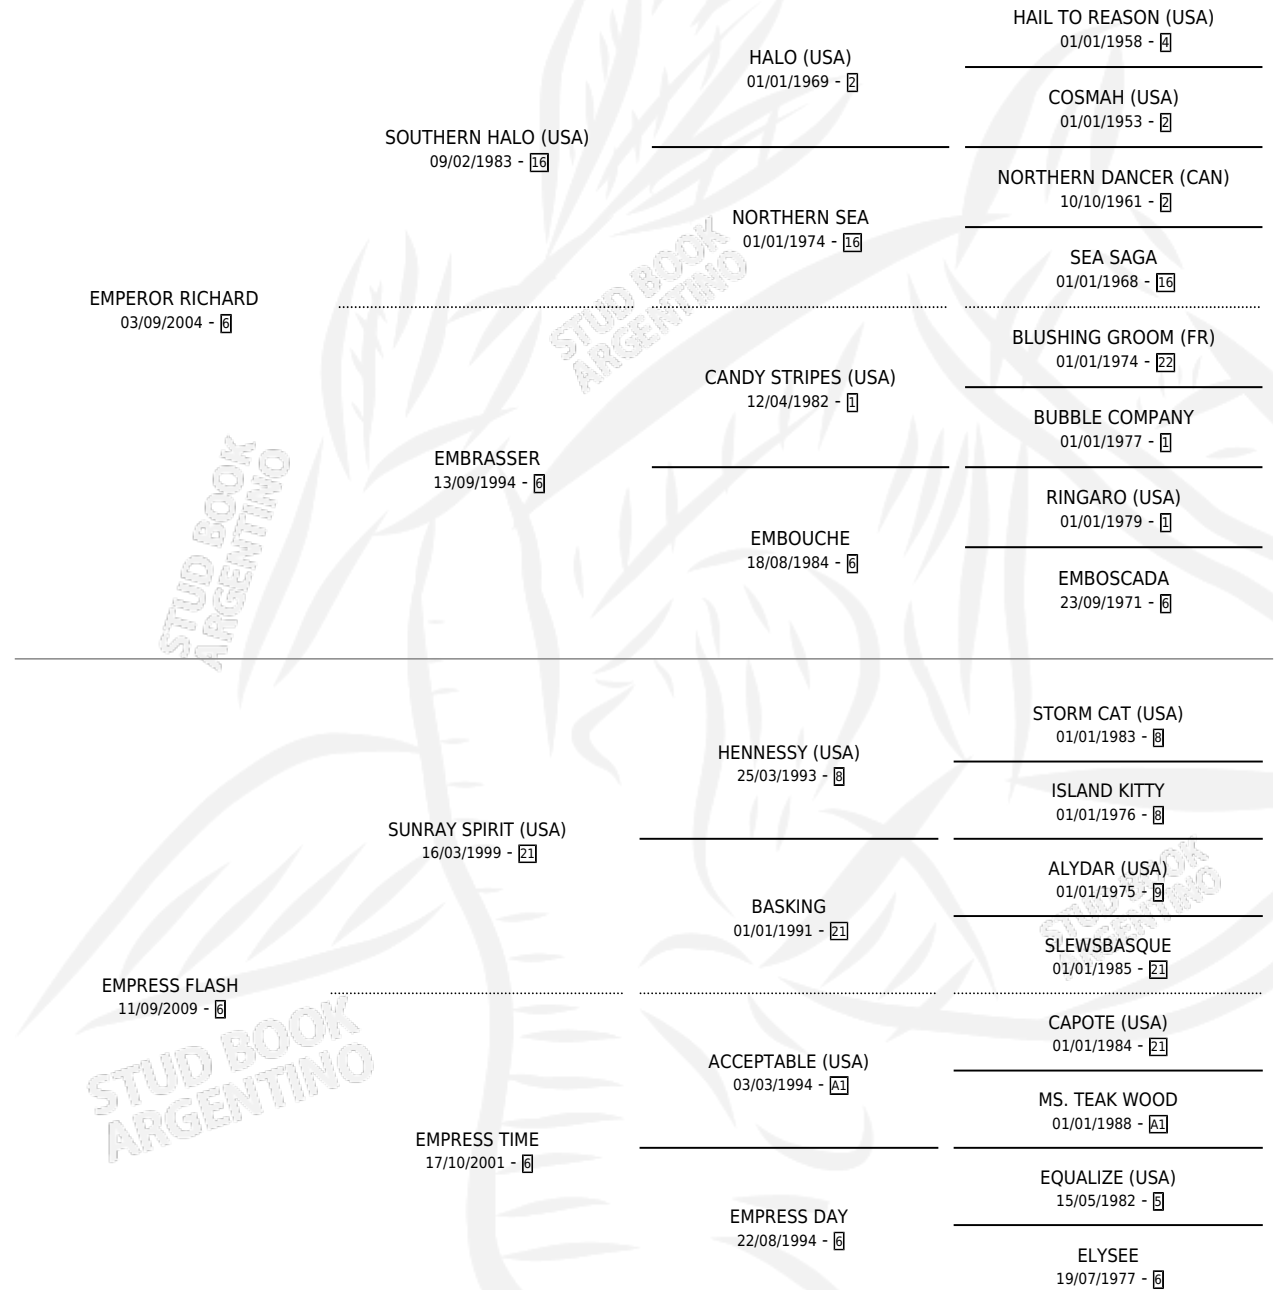 HAIL TO REASON (USA)
01/01/1958 - 4
HALO (USA)
01/01/1969 - 2
COSMAH (USA)
01/01/1953 - 2
SOUTHERN HALO (USA)
09/02/1983 - 16
NORTHERN DANCER (CAN)
10/10/1961 - 2
NORTHERN SEA
01/01/1974 - 16
SEA SAGA
01/01/1968 - 16
EMPEROR RICHARD
03/09/2004 - 6
STUD BOOK
ARGENTINO
BLUSHING GROOM (FR)
01/01/1974 - 22
CANDY STRIPES (USA)
12/04/1982 - 1
BUBBLE COMPANY
01/01/1977 - 1
EMBRASSER
13/09/1994 - 6
RINGARO (USA)
01/01/1979 - 1
EMBOUCHE
18/08/1984 - 6
EMBOSCADA
23/09/1971 - 6
STUD BOOK
ARGENTINO
STORM CAT (USA)
01/01/1983 - 8
HENNESSY (USA)
25/03/1993 - 8
ISLAND KITTY
01/01/1976 - 8
SUNRAY SPIRIT (USA)
16/03/1999 - 21
ALYDAR (USA)
01/01/1975 - 9
BASKING
01/01/1991 - 21
STUD BOOK
ARGENTINO
SLEWSBASQUE
01/01/1985 - 21
EMPRESS FLASH
11/09/2009 - 6
CAPOTE (USA)
01/01/1984 - 21
STUD BOOK
ARGENTINO
ACCEPTABLE (USA)
03/03/1994 - A1
MS. TEAK WOOD
01/01/1988 - A1
EMPRESS TIME
17/10/2001 - 6
EQUALIZE (USA)
15/05/1982 - 5
EMPRESS DAY
22/08/1994 - 6
ELYSEE
19/07/1977 - 6